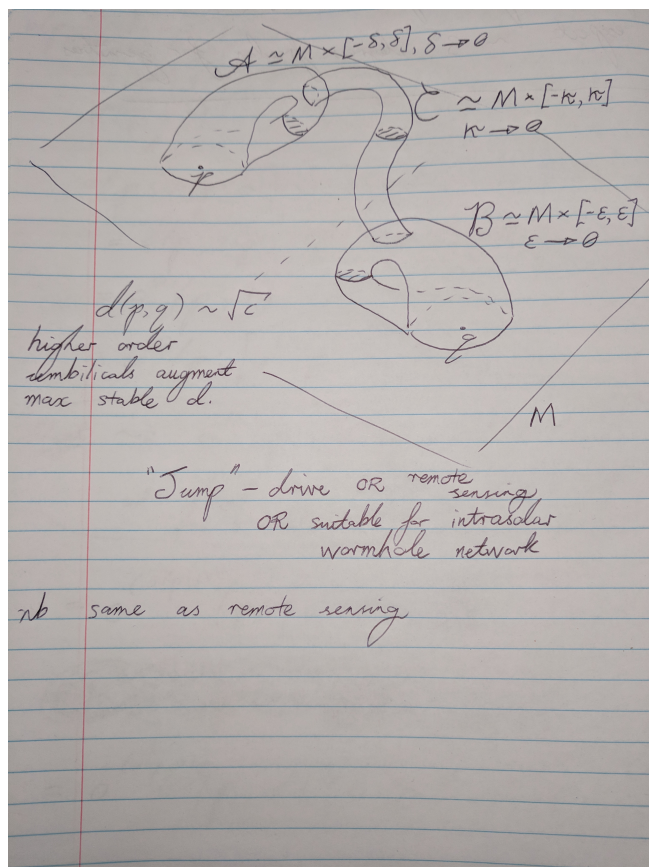 A ≃ M × [-δ, δ], δ → 0
C ≃ M × [-κ, κ]
κ → 0
p
B ≃ M × [-ε, ε]
ε → 0
d(p,q) ~ √c
q
higher order
umbilicals augment
max stable d.
M
"Jump" - drive OR remote
sensing
OR suitable for intrasolar
wormhole network
nb same as remote sensing